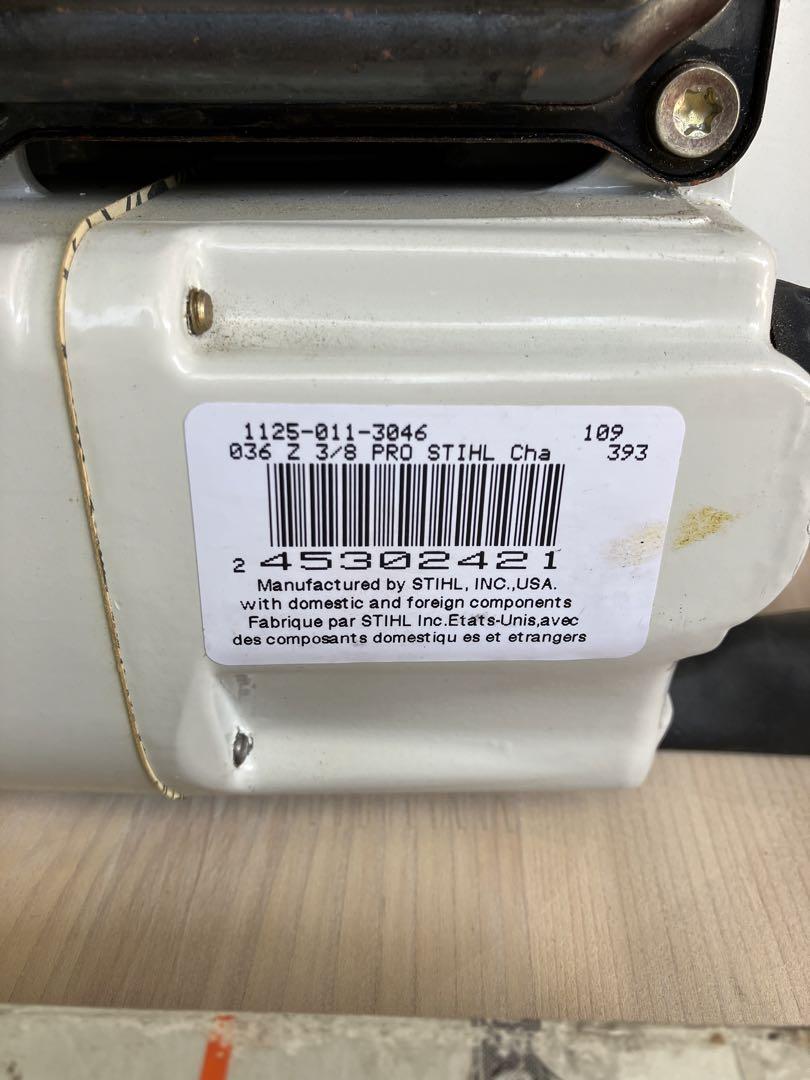 1125-011-3046 109
036 Z 3/8 PRO STIHL Cha 393
2 45302421
Manufactured by STIHL, INC.,USA.
with domestic and foreign components
Fabrique par STIHL Inc.Etats-Unis,avec
des composants domestiqu es et etrangers